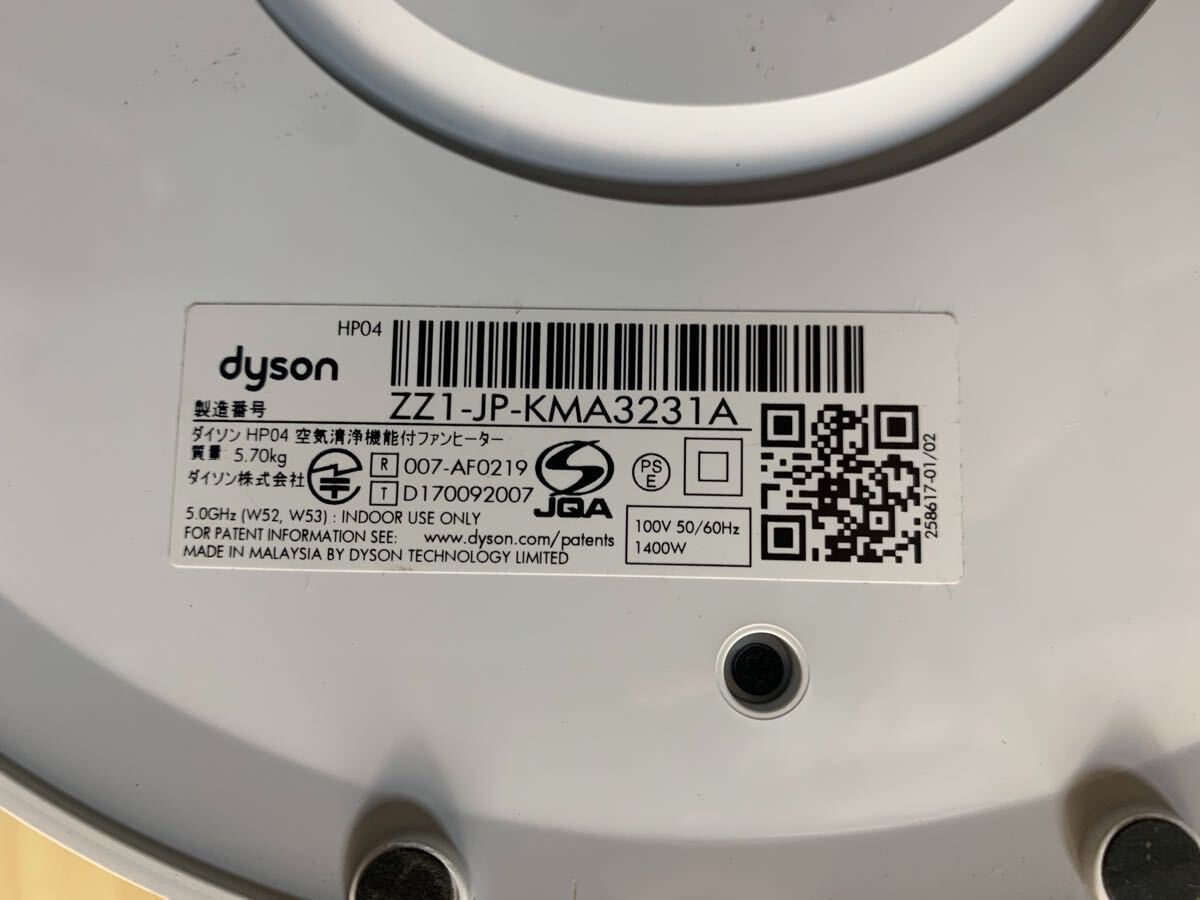 HP04
dyson
製造番号 ZZ1-JP-KMA3231A
ダイソン HP04 空気清浄機能付ファンヒーター
質量: 5.70kg
ダイソン株式会社
R 007-AF0219
T D170092007
JQA
PS
E
5.0GHz (W52, W53) : INDOOR USE ONLY
FOR PATENT INFORMATION SEE: www.dyson.com/patents
MADE IN MALAYSIA BY DYSON TECHNOLOGY LIMITED
100V 50/60Hz
1400W
258617-01/02